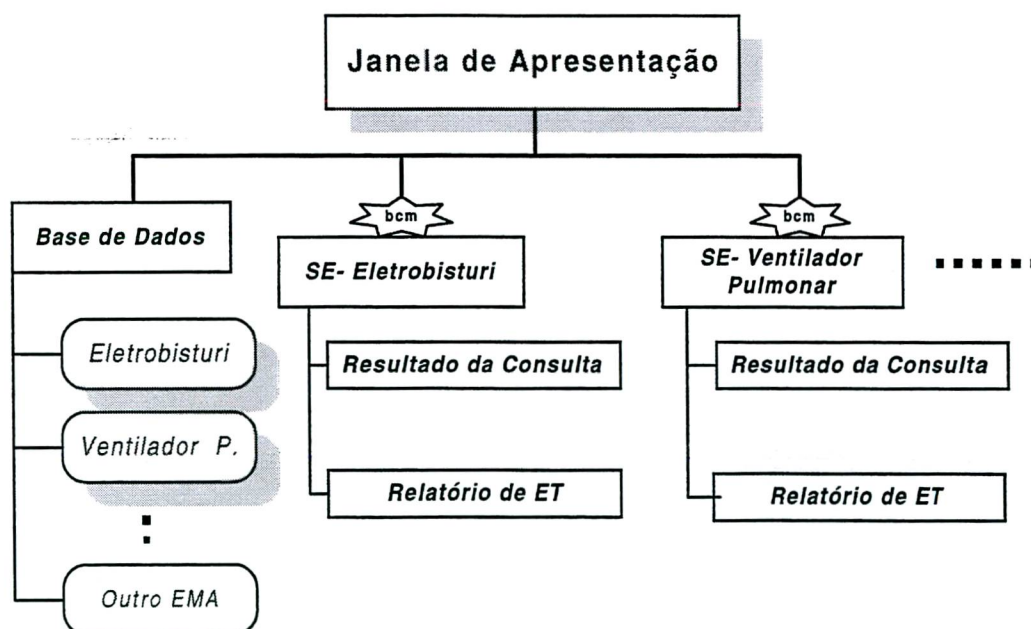 Janela de Apresentação
bcm
bcm
Base de Dados
SE- Eletrobisturi
SE- Ventilador
Pulmonar
Eletrobisturi
Resultado da Consulta
Resultado da Consulta
Ventilador P.
Relatório de ET
Relatório de ET
Outro EMA